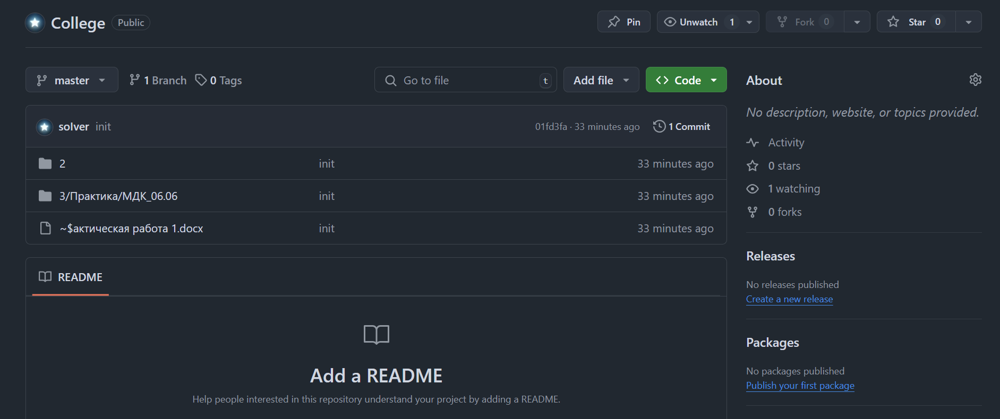 College Public
Pin
Unwatch 1
Fork 0
Star 0
master
1 Branch
0 Tags
Go to file t
Add file
Code
solver init
01fd3fa · 33 minutes ago
1 Commit
2 init 33 minutes ago
3/Практика/МДК_06.06 init 33 minutes ago
~$актическая работа 1.docx init 33 minutes ago
README
Add a README
Help people interested in this repository understand your project by adding a README.
About
No description, website, or topics provided.
Activity
0 stars
1 watching
0 forks
Releases
No releases published
Create a new release
Packages
No packages published
Publish your first package